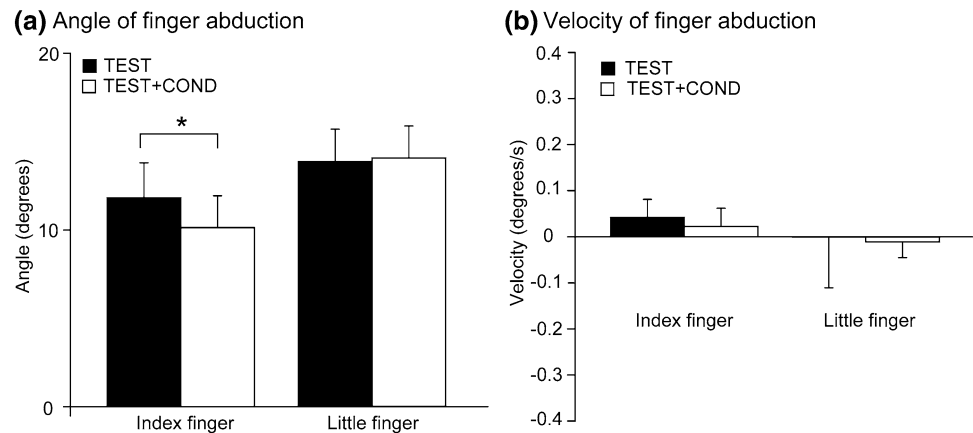 (a) Angle of finger abduction
20
TEST
TEST+COND
*
10
0
Angle (degrees)
Index finger
Little finger
(b) Velocity of finger abduction
0.4
TEST
0.3
TEST+COND
0.2
0.1
0
-0.1
-0.2
-0.3
-0.4
Velocity (degrees/s)
Index finger
Little finger